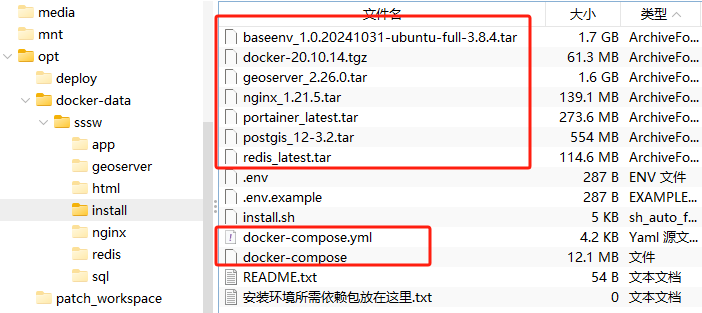 media
mnt
opt
deploy
docker-data
sssw
app
geoserver
html
install
nginx
redis
sql
patch_workspace
文件名 大小 类型
baseenv_1.0.20241031-ubuntu-full-3.8.4.tar 1.7 GB ArchiveFo...
docker-20.10.14.tgz 61.3 MB ArchiveFo...
geoserver_2.26.0.tar 1.6 GB ArchiveFo...
nginx_1.21.5.tar 139.1 MB ArchiveFo...
portainer_latest.tar 273.6 MB ArchiveFo...
postgis_12-3.2.tar 554 MB ArchiveFo...
redis_latest.tar 114.6 MB ArchiveFo...
.env 287 B ENV 文件
.env.example 287 B EXAMPLE...
install.sh 5 KB sh_auto_f...
docker-compose.yml 4.2 KB Yaml 源文...
docker-compose 12.1 MB 文件
README.txt 54 B 文本文档
安装环境所需依赖包放在这里.txt 0 文本文档